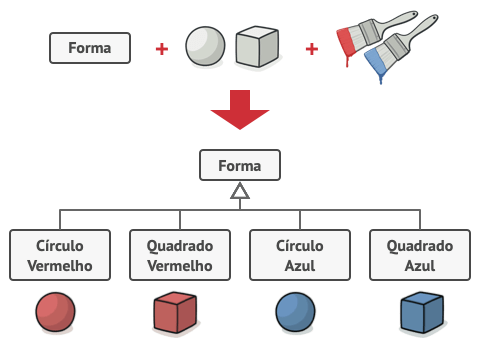 Forma
Forma
Círculo
Vermelho
Quadrado
Vermelho
Círculo
Azul
Quadrado
Azul